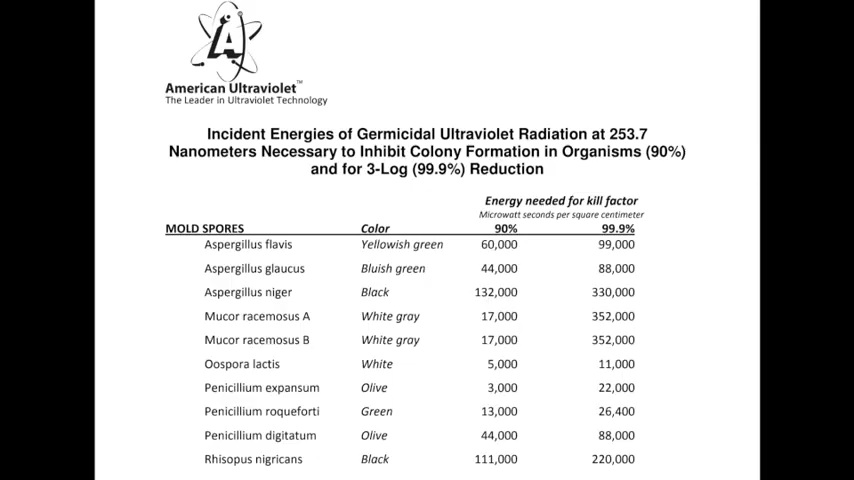 A
American Ultraviolet™
The Leader in Ultraviolet Technology
Incident Energies of Germicidal Ultraviolet Radiation at 253.7
Nanometers Necessary to Inhibit Colony Formation in Organisms (90%)
and for 3-Log (99.9%) Reduction
Energy needed for kill factor
Microwatt seconds per square centimeter
MOLD SPORES Color 90% 99.9%
Aspergillus flavis Yellowish green 60,000 99,000
Aspergillus glaucus Bluish green 44,000 88,000
Aspergillus niger Black 132,000 330,000
Mucor racemosus A White gray 17,000 352,000
Mucor racemosus B White gray 17,000 352,000
Oospora lactis White 5,000 11,000
Penicillium expansum Olive 3,000 22,000
Penicillium roqueforti Green 13,000 26,400
Penicillium digitatum Olive 44,000 88,000
Rhisopus nigricans Black 111,000 220,000